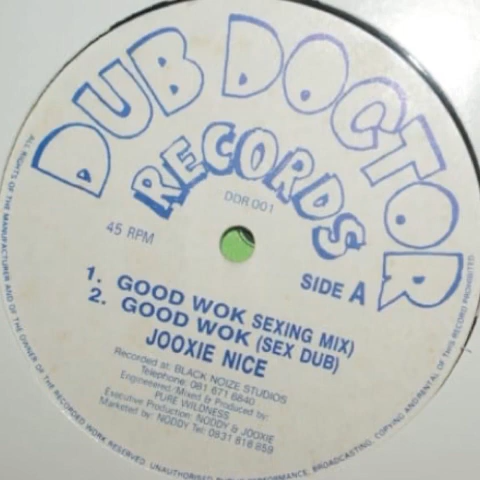 DUB DOCTOR
RECORDS
DDR 001
45 RPM
SIDE A
1. GOOD WOK SEXING MIX)
2. GOOD WOK (SEX DUB)
JOOXIE NICE
Recorded at: BLACK NOIZE STUDIOS
Telephone: 081 671 6840
Engineered/Mixed & Produced by:
PURE WILDNESS
Executive Production: NODDY & JOOXIE
Marketed by: NODDY Tel: 0831 816 859
ALL RIGHTS OF THE MANUFACTURER AND OF THE OWNER OF THE RECORDED WORK RESERVED. UNAUTHORISED PUBLIC PERFORMANCE, BROADCASTING, COPYING AND RENTAL OF THIS RECORD PROHIBITED.